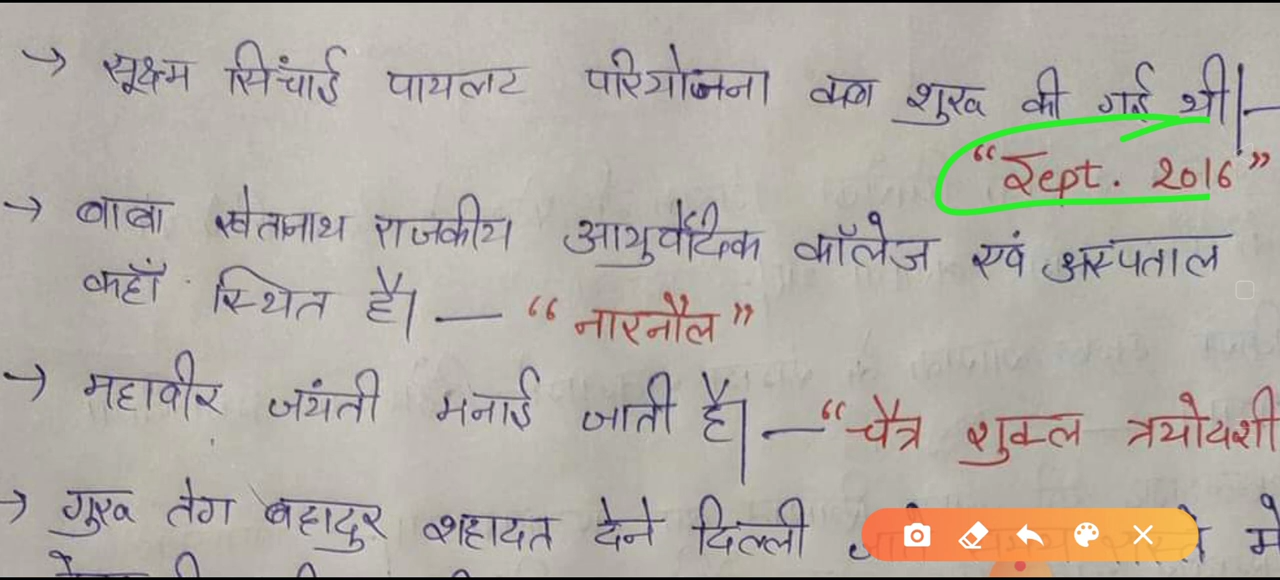 → सूक्ष्म सिंचाई पायलट परियोजना कब शुरू की गई थी। —
“Sept. 2016”
→ बाबा खेतानाथ राजकीय आयुर्वेदिक कॉलेज एवं अस्पताल
कहाँ स्थित है। — “नारनौल”
→ महावीर जयंती मनाई जाती है। — “चैत्र शुक्ल त्रयोदशी
→ गुरू तेग बहादुर शहादत देने दिल्ली मे